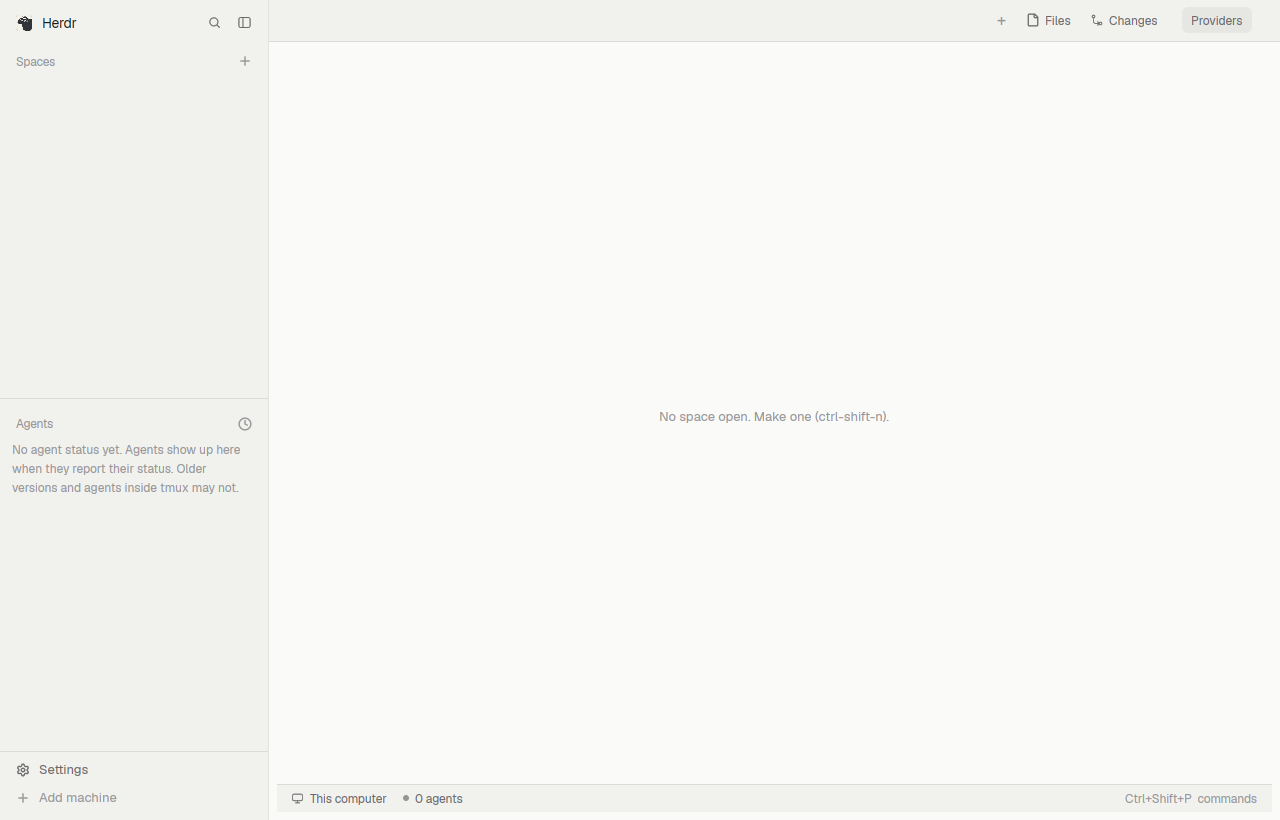 Herdr
Files
Changes
Providers
Spaces
No space open. Make one (ctrl-shift-n).
Agents
No agent status yet. Agents show up here
when they report their status. Older
versions and agents inside tmux may not.
Settings
Add machine
This computer
0 agents
Ctrl+Shift+P commands